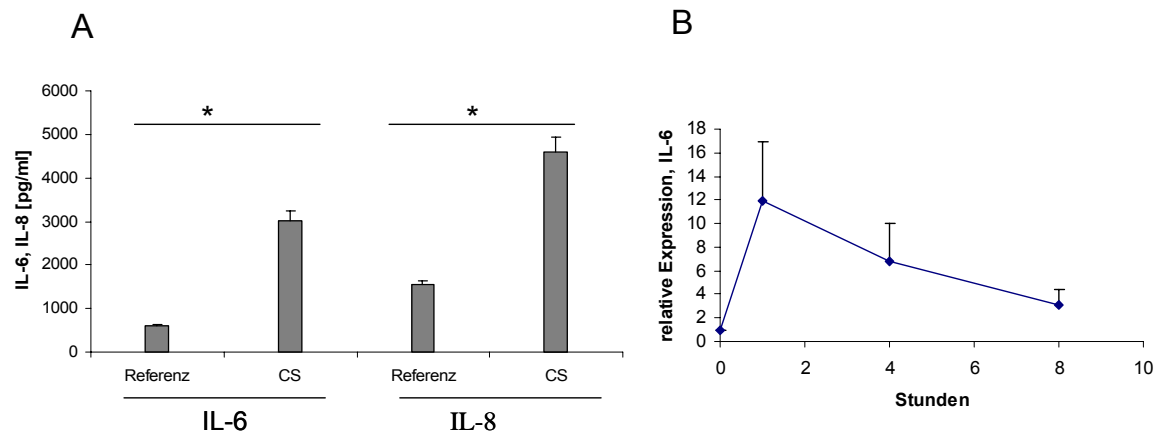 A
IL-6, IL-8 [pg/ml]
6000
5000
4000
3000
2000
1000
0
*
*
Referenz CS Referenz CS
IL-6 IL-8
B
relative Expression, IL-6
18
16
14
12
10
8
6
4
2
0
0 2 4 6 8 10
Stunden